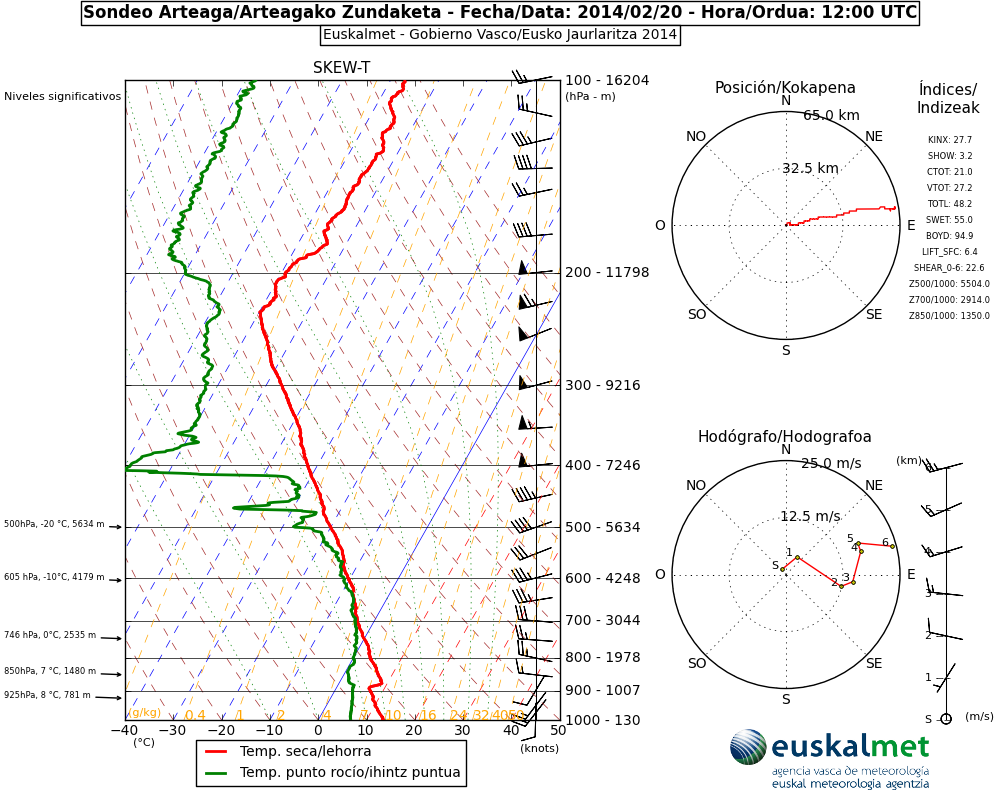 Sondeo Arteaga/Arteagako Zundaketa - Fecha/Data: 2014/02/20 - Hora/Ordua: 12:00 UTC
Euskalmet - Gobierno Vasco/Eusko Jaurlaritza 2014
SKEW-T
Niveles significativos
100 - 16204
(hPa - m)
200 - 11798
300 - 9216
400 - 7246
500 - 5634
600 - 4248
700 - 3044
800 - 1978
900 - 1007
1000 - 130
500hPa, -20 °C, 5634 m
605 hPa, -10°C, 4179 m
746 hPa, 0°C, 2535 m
850hPa, 7 °C, 1480 m
925hPa, 8 °C, 781 m
(g/kg) 0.4 1 2 4 7 10 16 24 32 40 50
−40 −30 −20 −10 0 10 20 30 40 50
(°C)
(knots)
Temp. seca/lehorra
Temp. punto rocío/ihintz puntua
Posición/Kokapena
N
65.0 km
NO
NE
32.5 km
O
E
SO
SE
S
Índices/
Indizeak
KINX: 27.7
SHOW: 3.2
CTOT: 21.0
VTOT: 27.2
TOTL: 48.2
SWET: 55.0
BOYD: 94.9
LIFT_SFC: 6.4
SHEAR_0-6: 22.6
Z500/1000: 5504.0
Z700/1000: 2914.0
Z850/1000: 1350.0
Hodógrafo/Hodografoa
N
25.0 m/s
NO
NE
12.5 m/s
O
E
SO
SE
S
S
1
2
3
4
5
6
(km)
6
5
4
3
2
1
S
(m/s)
euskalmet
agencia vasca de meteorología
euskal meteorologia agentzia